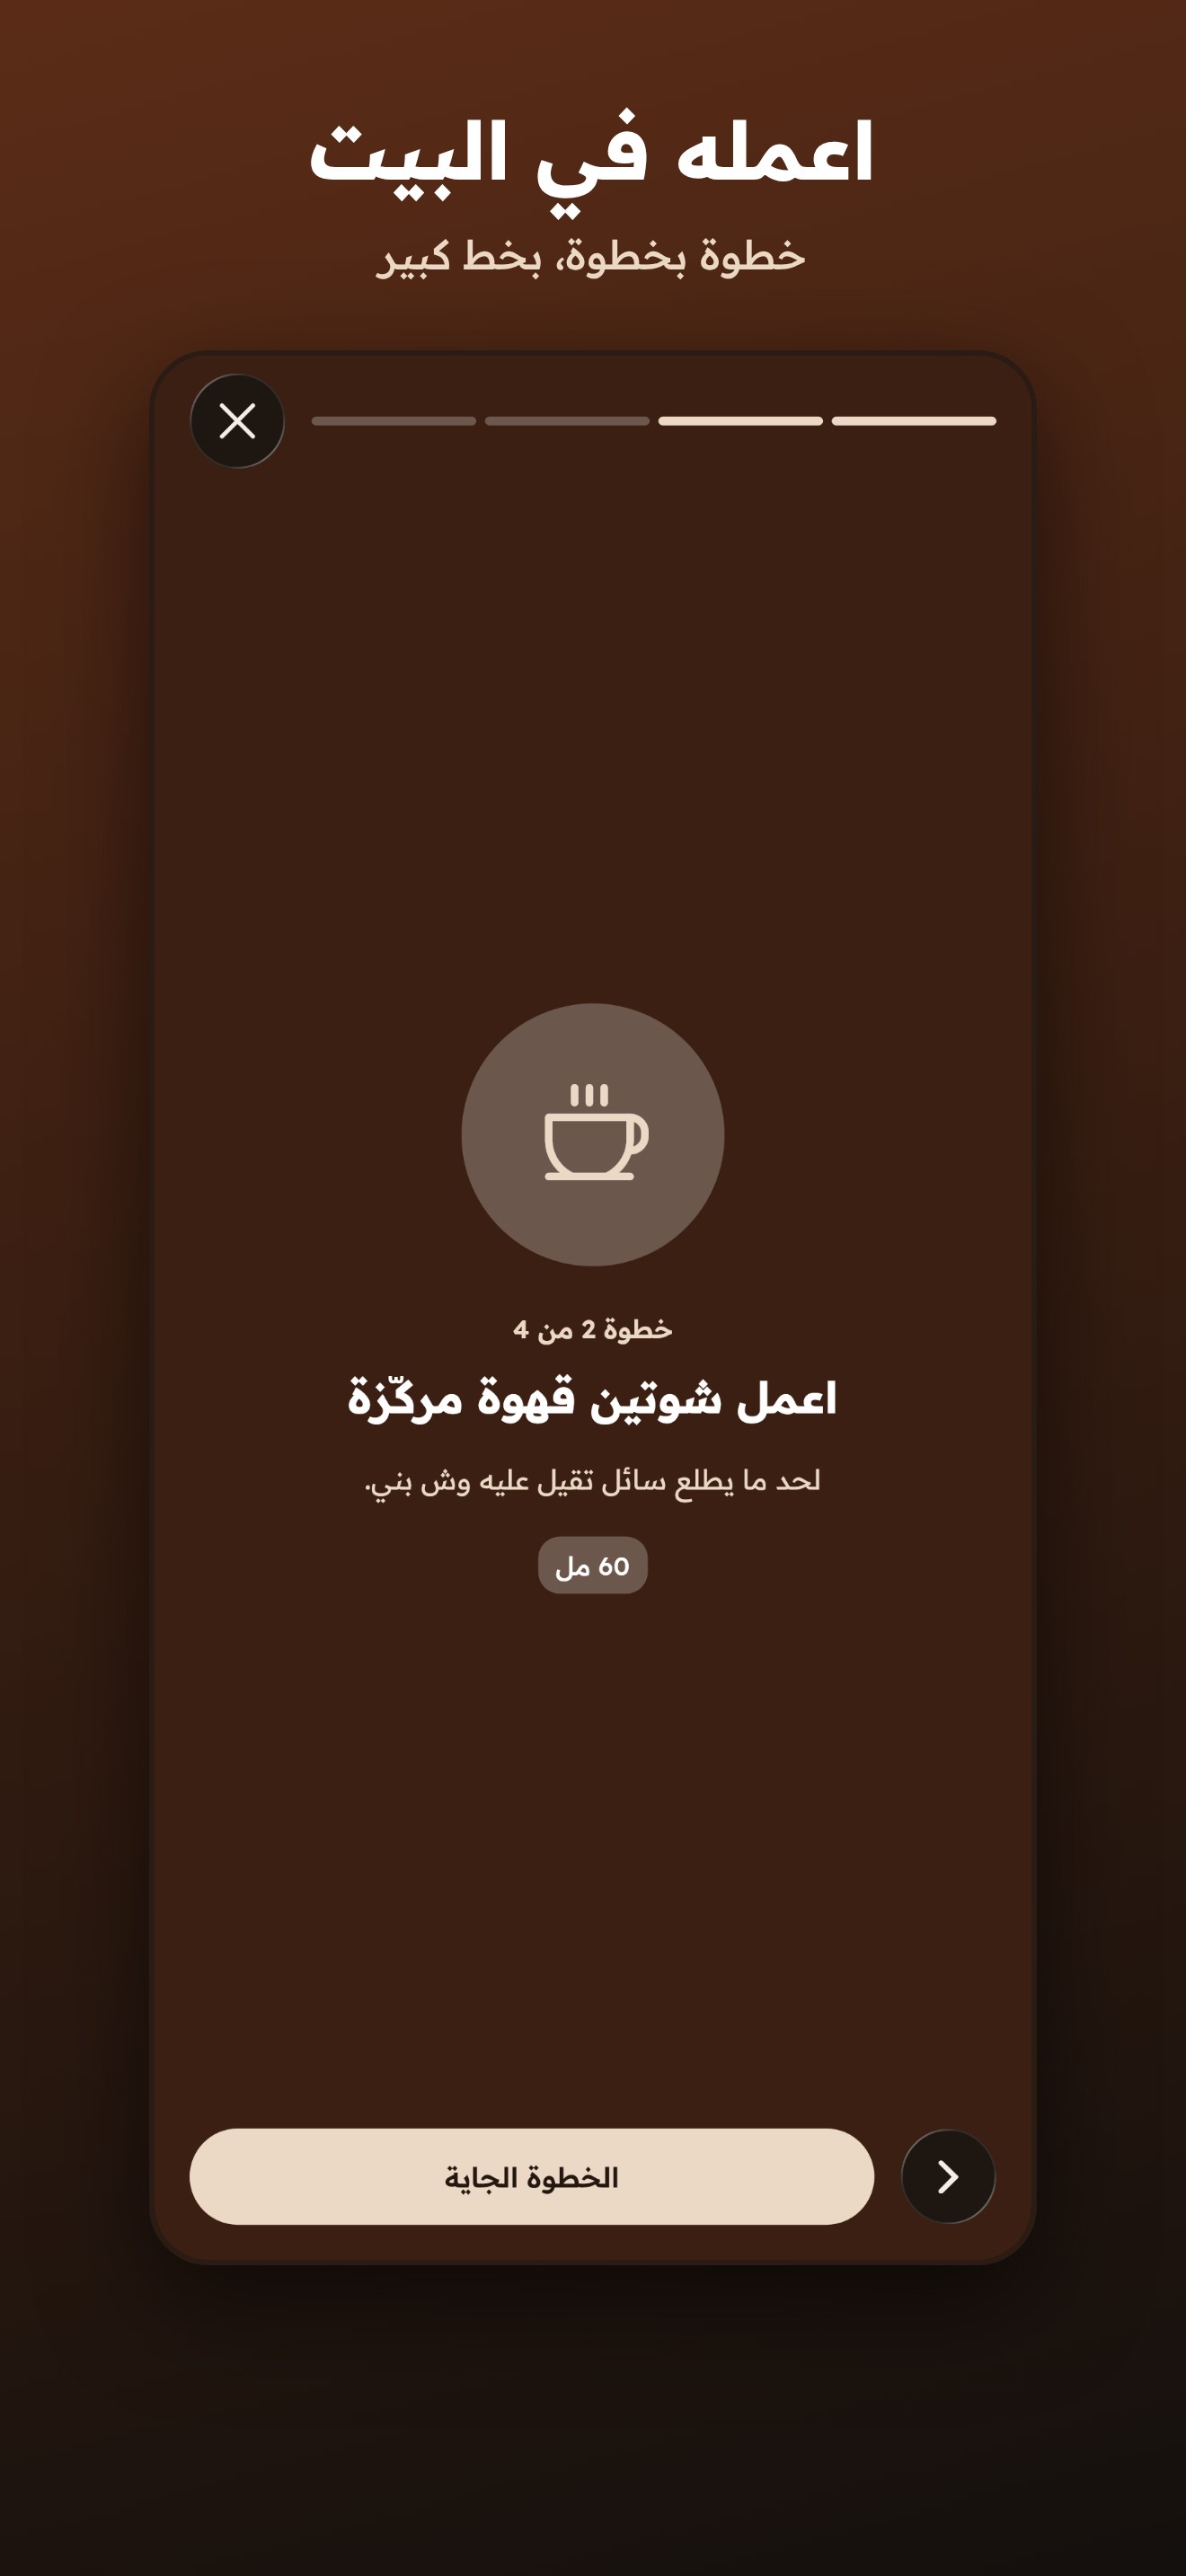 اعمله في البيت
خطوة بخطوة، بخط كبير
خطوة 2 من 4
اعمل شوتين قهوة مركّزة
لحد ما يطلع سائل تقيل عليه وش بني.
60 مل
الخطوة الجاية